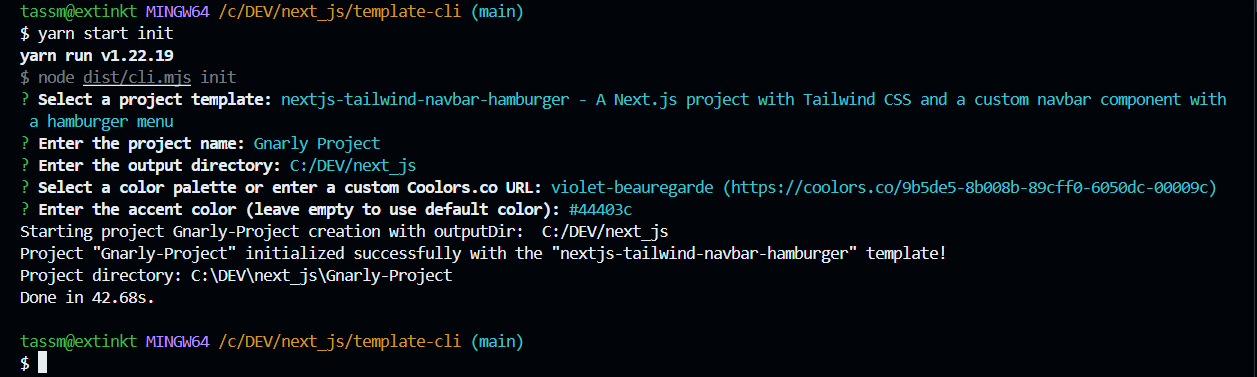 tassm@extinkt MINGW64 /c/DEV/next_js/template-cli (main)
$ yarn start init
yarn run v1.22.19
$ node dist/cli.mjs init
? Select a project template: nextjs-tailwind-navbar-hamburger - A Next.js project with Tailwind CSS and a custom navbar component with
a hamburger menu
? Enter the project name: Gnarly Project
? Enter the output directory: C:/DEV/next_js
? Select a color palette or enter a custom Coolors.co URL: violet-beauregarde (https://coolors.co/9b5de5-8b008b-89cff0-6050dc-00009c)
? Enter the accent color (leave empty to use default color): #44403c
Starting project Gnarly-Project creation with outputDir:  C:/DEV/next_js
Project "Gnarly-Project" initialized successfully with the "nextjs-tailwind-navbar-hamburger" template!
Project directory: C:\DEV\next_js\Gnarly-Project
Done in 42.68s.
tassm@extinkt MINGW64 /c/DEV/next_js/template-cli (main)
$